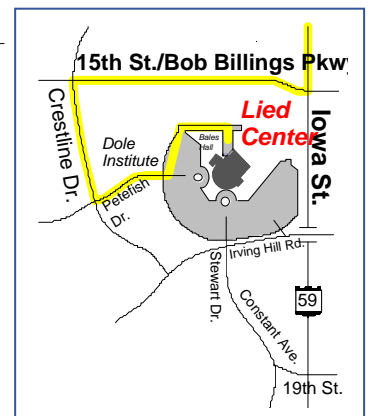 15th St./Bob Billings Pkw
Lied
Center
Bales
Hall
Iowa St.
Crestline Dr.
Dole
Institute
Petefish
Dr.
Irving Hill Rd.
Stewart Dr.
59
Constant Ave.
19th St.